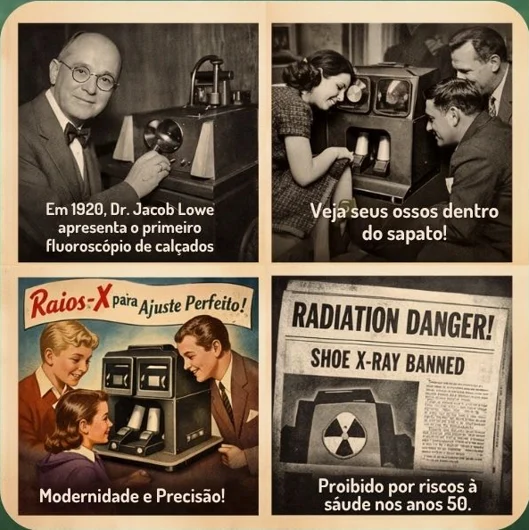 Em 1920, Dr. Jacob Lowe
apresenta o primeiro
fluoroscópio de calçados
Veja seus ossos dentro
do sapato!
Raios-X para Ajuste Perfeito!
Modernidade e Precisão!
RADIATION DANGER!
SHOE X-RAY BANNED
Proibido por riscos à
sáude nos anos 50.